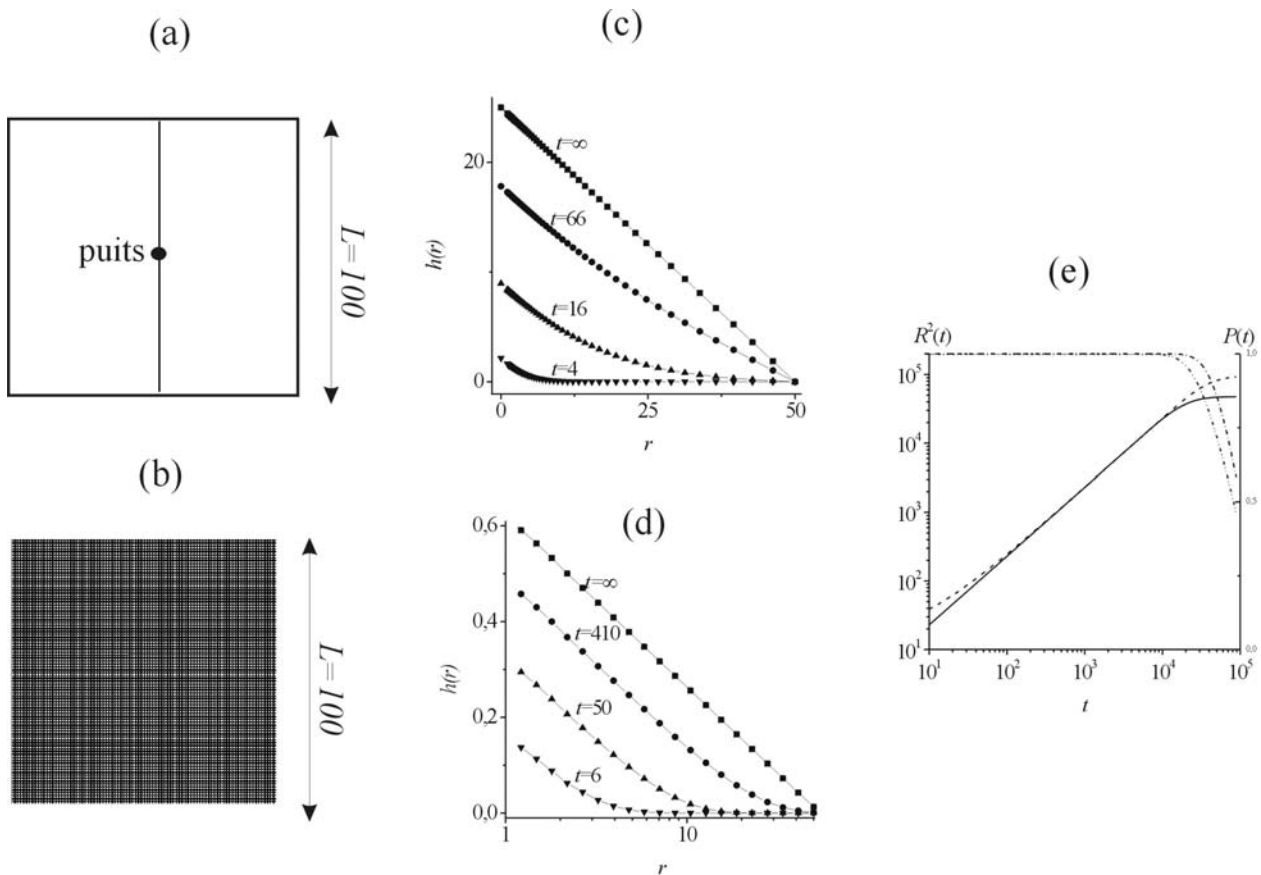 (a)
puits
L=100
(b)
L=100
(c)
h(r)
20
0
t=∞
t=66
t=16
t=4
0
25
50
r
(d)
h(r)
0,6
0,4
0,2
0,0
t=∞
t=410
t=50
t=6
1
10
r
(e)
R²(t)
P(t)
10⁵
10⁴
10³
10²
10¹
1,0
0,5
0,0
10¹
10²
10³
10⁴
10⁵
t